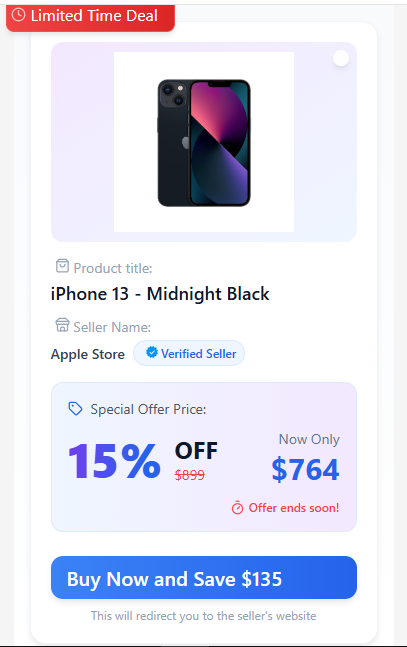 Limited Time Deal
Product title:
iPhone 13 - Midnight Black
Seller Name:
Apple Store Verified Seller
Special Offer Price:
15% OFF $899
Now Only
$764
Offer ends soon!
Buy Now and Save $135
This will redirect you to the seller's website